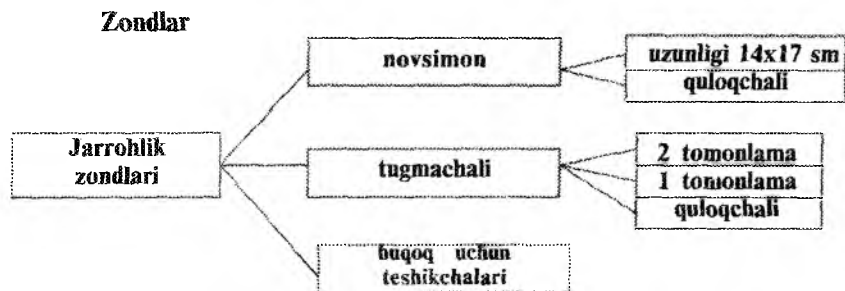 Zondlar
novsimon
uzunligi 14x17 sm
quloqchali
Jarrohlik
zondlari
tugmachali
2 tomonlama
1 tomonlama
quloqchali
buqoq uchun
teshikchalari